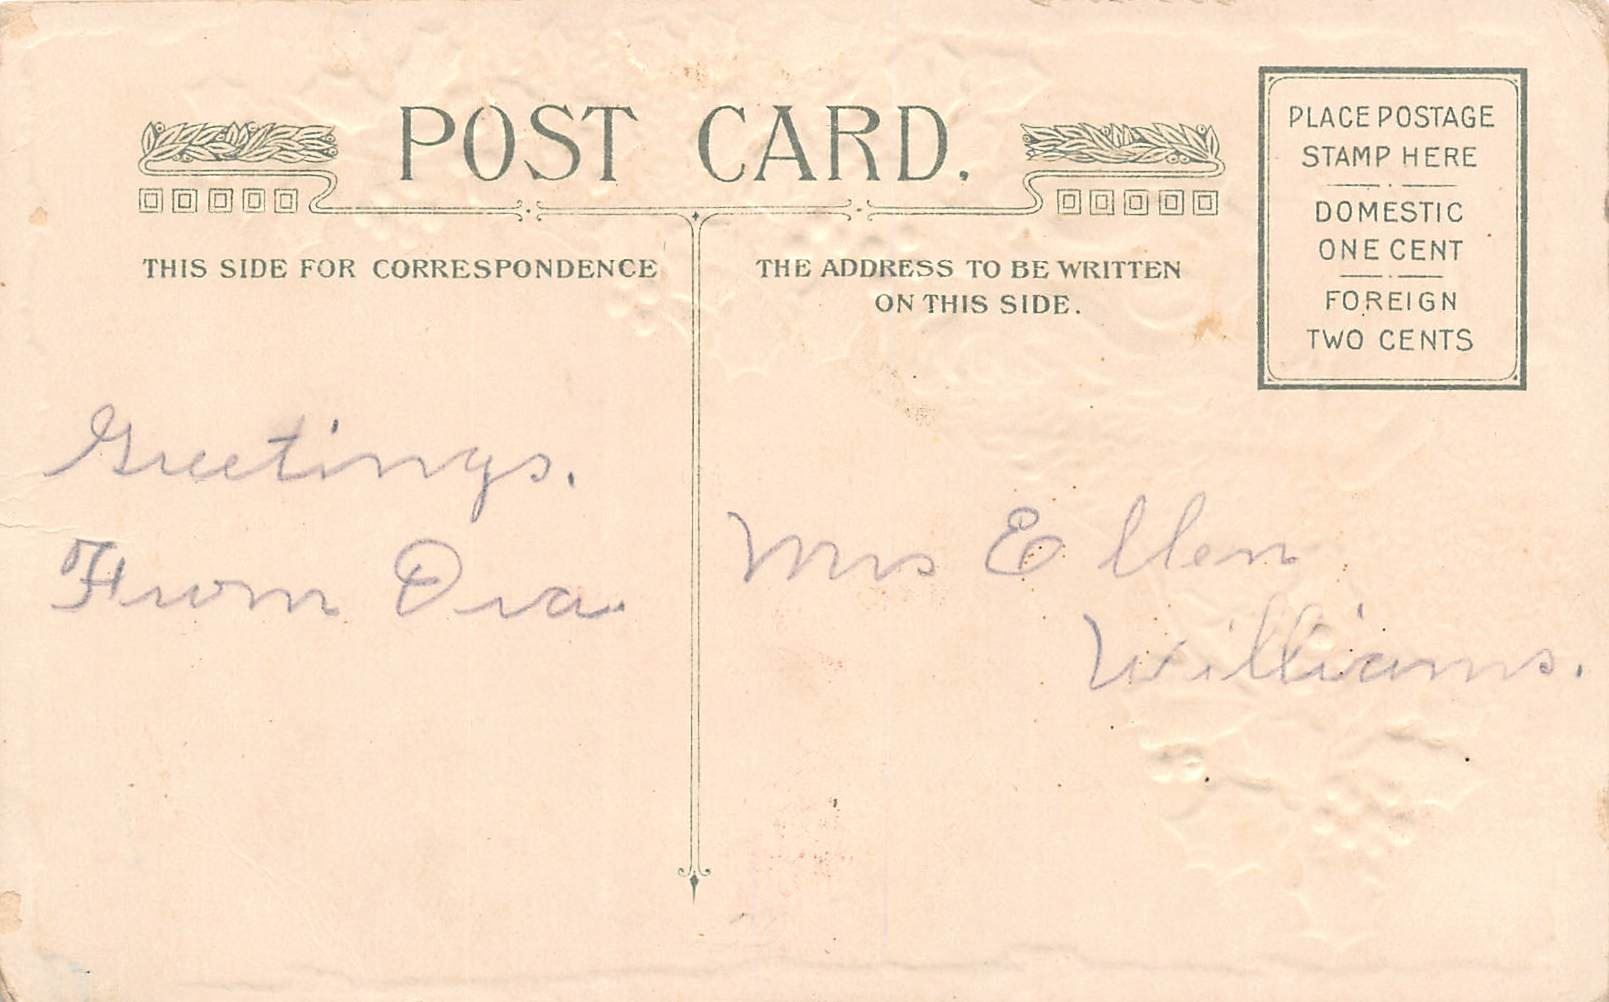 POST CARD.
THIS SIDE FOR CORRESPONDENCE
THE ADDRESS TO BE WRITTEN
ON THIS SIDE.
PLACE POSTAGE
STAMP HERE
DOMESTIC
ONE CENT
FOREIGN
TWO CENTS
Greetings.
From
Mrs Ellen
Williams.